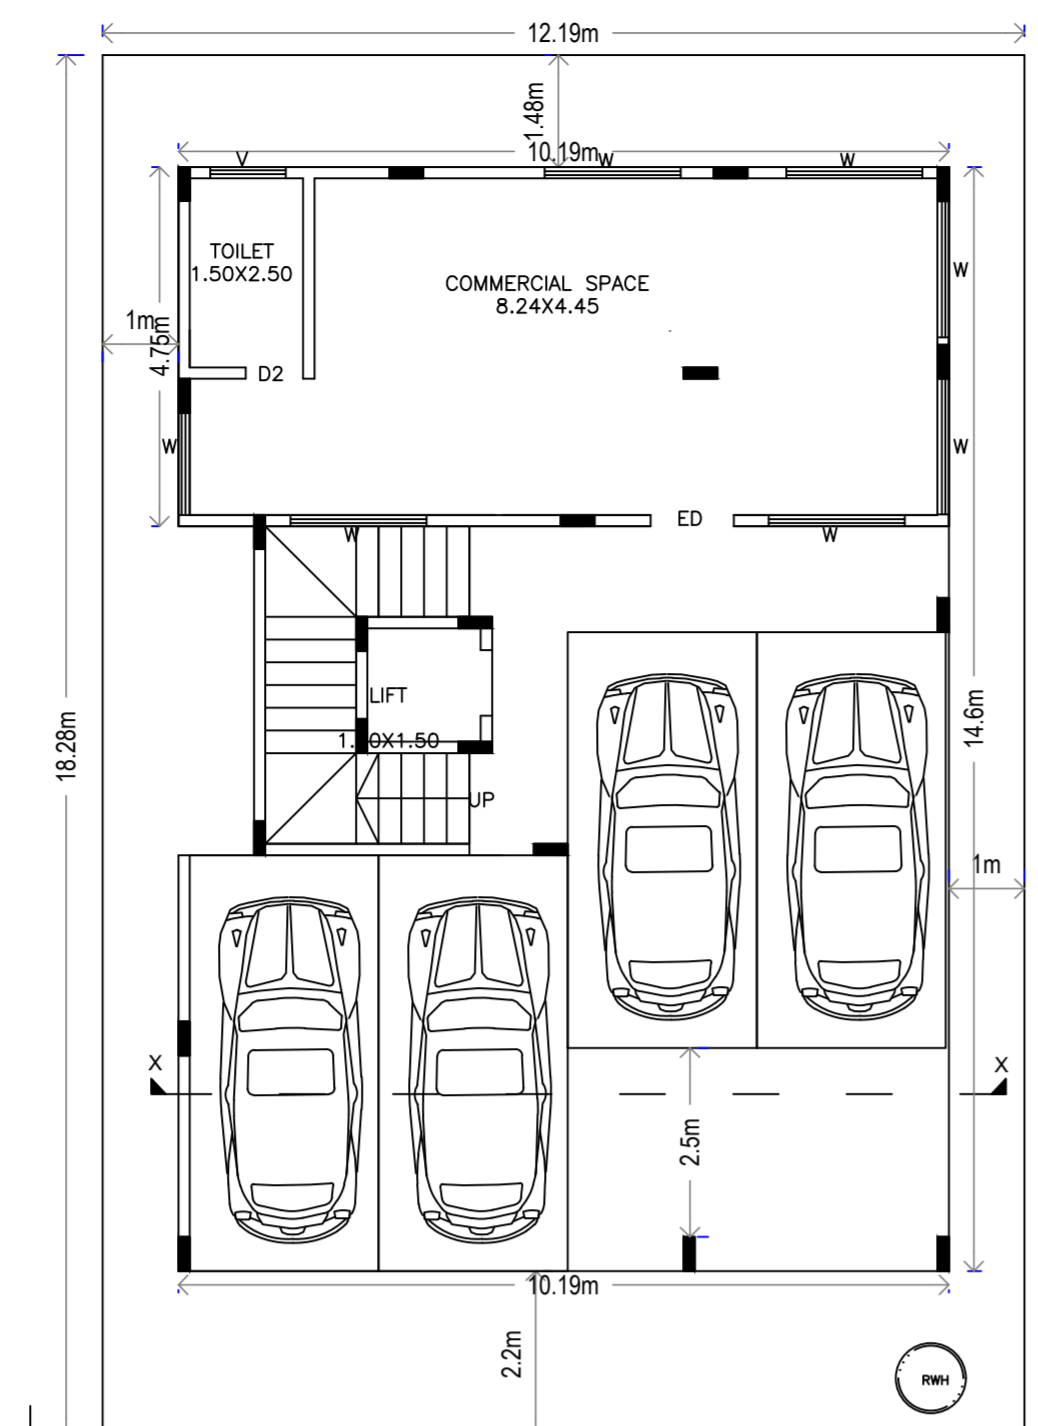 12.19m
1.48m
10.19m
V
W
W
TOILET
1.50X2.50
COMMERCIAL SPACE
8.24X4.45
W
1m
4.75m
D2
W
W
ED
W
W
LIFT
UP
18.28m
14.6m
1m
X
X
2.5m
10.19m
2.2m
RWH